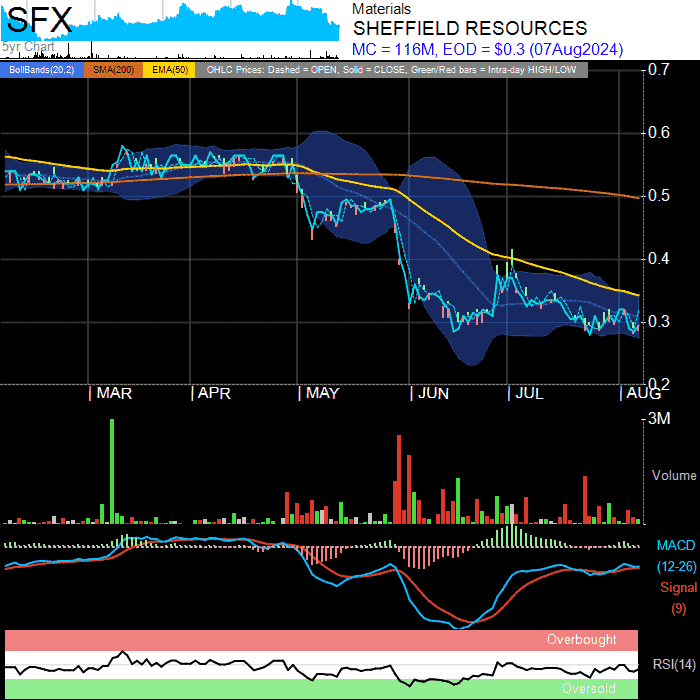 SFX
Materials
SHEFFIELD RESOURCES
MC = 116M, EOD = $0.3 (07Aug2024)
5yr Chart
BollBands(20,2) SMA(200) EMA(50) OHLC Prices: Dashed = OPEN, Solid = CLOSE, Green/Red bars = Intra-day HIGH/LOW
0.7
0.6
0.5
0.4
0.3
0.2
| MAR | APR | MAY | JUN | JUL | AUG
3M
Volume
MACD
(12-26)
Signal
(9)
Overbought
RSI(14)
Oversold